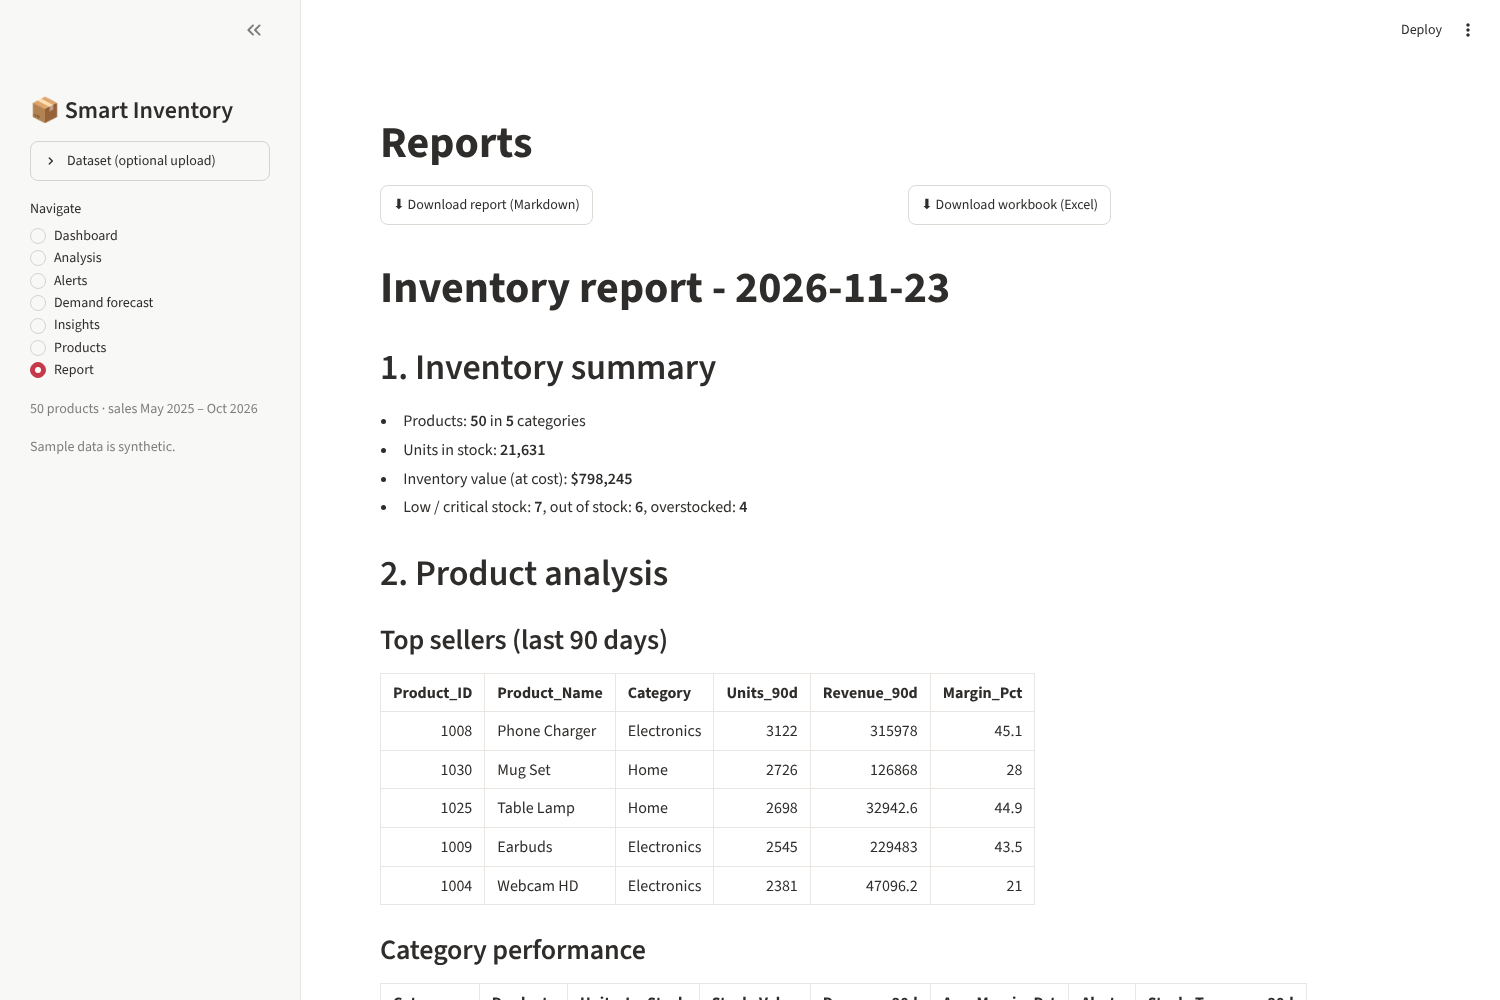 Deploy
📦 Smart Inventory
Dataset (optional upload)
Navigate
Dashboard
Analysis
Alerts
Demand forecast
Insights
Products
Report
50 products · sales May 2025 – Oct 2026
Sample data is synthetic.
Reports
⬇ Download report (Markdown) ⬇ Download workbook (Excel)
Inventory report - 2026-11-23
1. Inventory summary
• Products: 50 in 5 categories
• Units in stock: 21,631
• Inventory value (at cost): $798,245
• Low / critical stock: 7, out of stock: 6, overstocked: 4
2. Product analysis
Top sellers (last 90 days)
Product_ID Product_Name Category Units_90d Revenue_90d Margin_Pct
1008 Phone Charger Electronics 3122 315978 45.1
1030 Mug Set Home 2726 126868 28
1025 Table Lamp Home 2698 32942.6 44.9
1009 Earbuds Electronics 2545 229483 43.5
1004 Webcam HD Electronics 2381 47096.2 21
Category performance